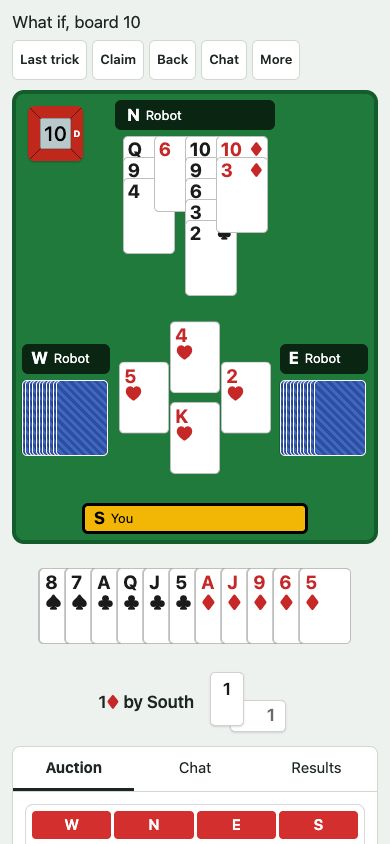 What if, board 10
Last trick Claim Back Chat More
10 D
N Robot
Q 6 10 10
9 9 3
4 6
3
2
W Robot
E Robot
4
5 2
K
S You
8 7 A Q J 5 A J 9 6 5
1♦ by South 1 1
Auction Chat Results
W N E S